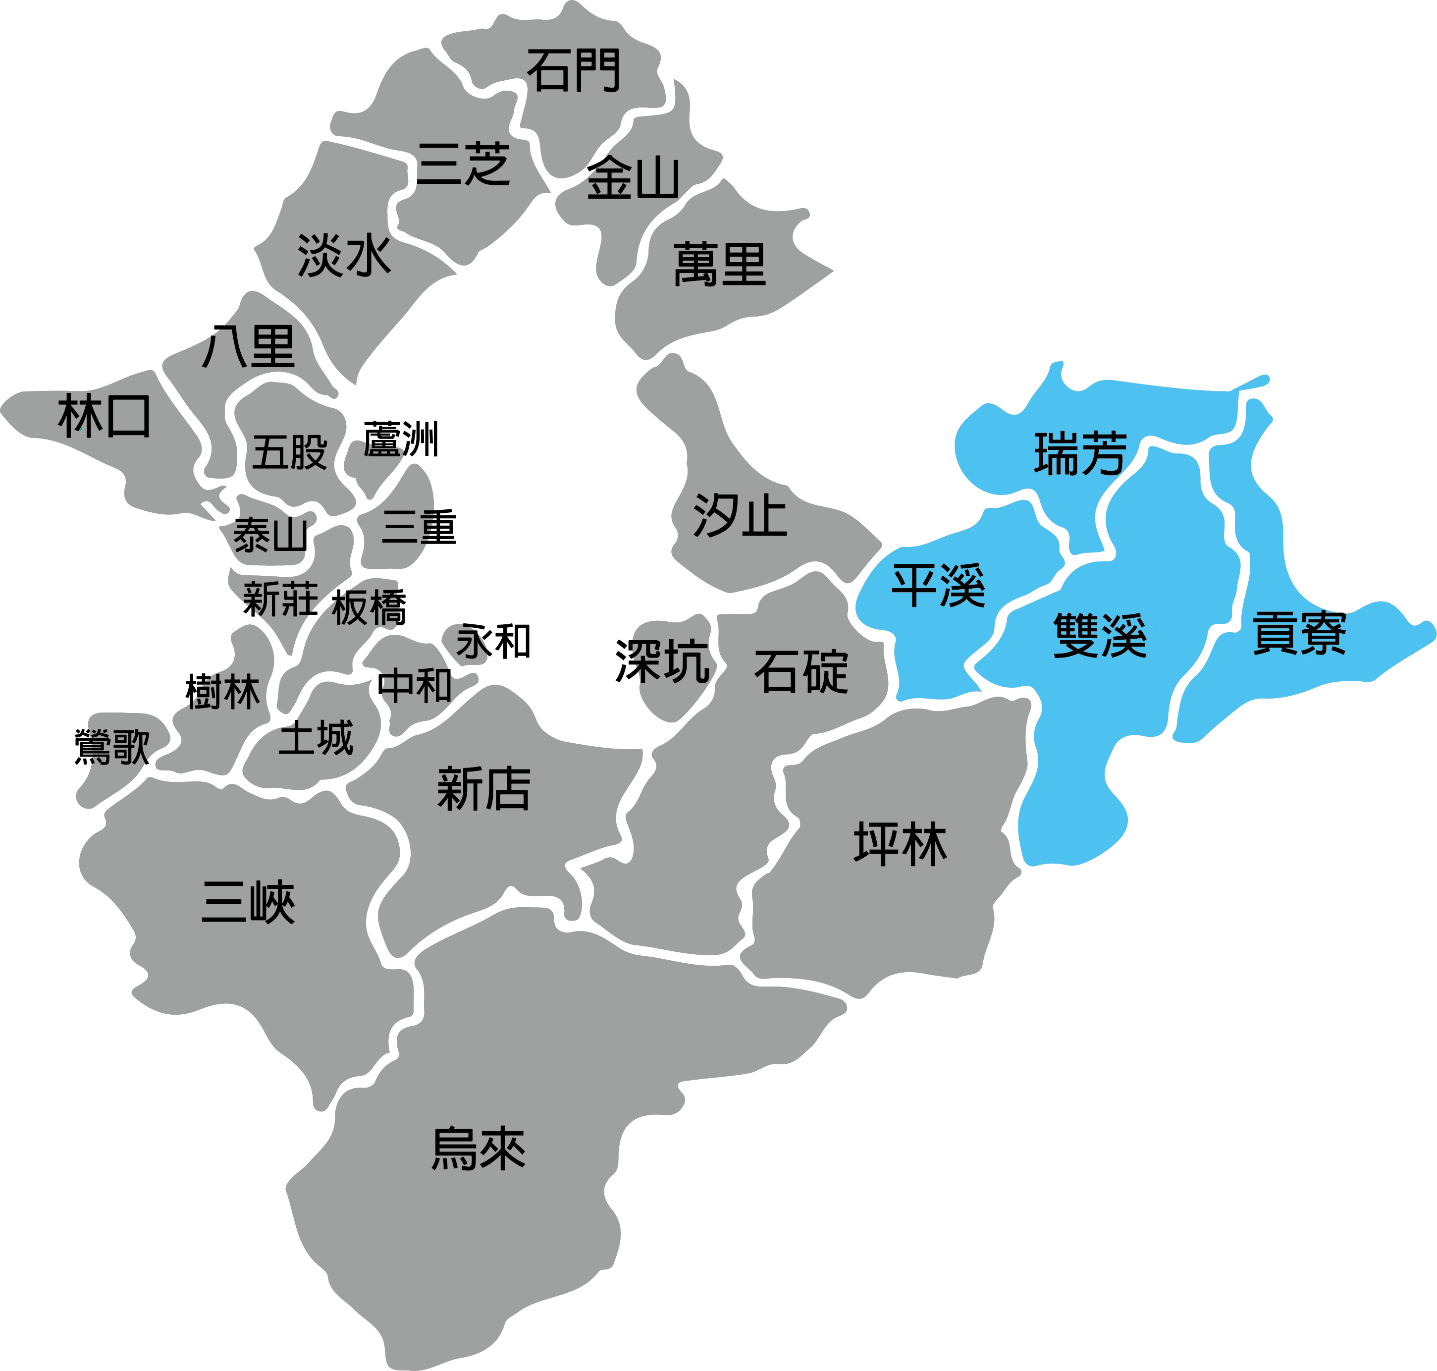 石門
三芝
金山
淡水
萬里
八里
林口
五股
蘆洲
瑞芳
汐止
三重
泰山
平溪
新莊
板橋
永和
雙溪
貢寮
深坑
石碇
中和
樹林
土城
鶯歌
新店
坪林
三峽
烏來